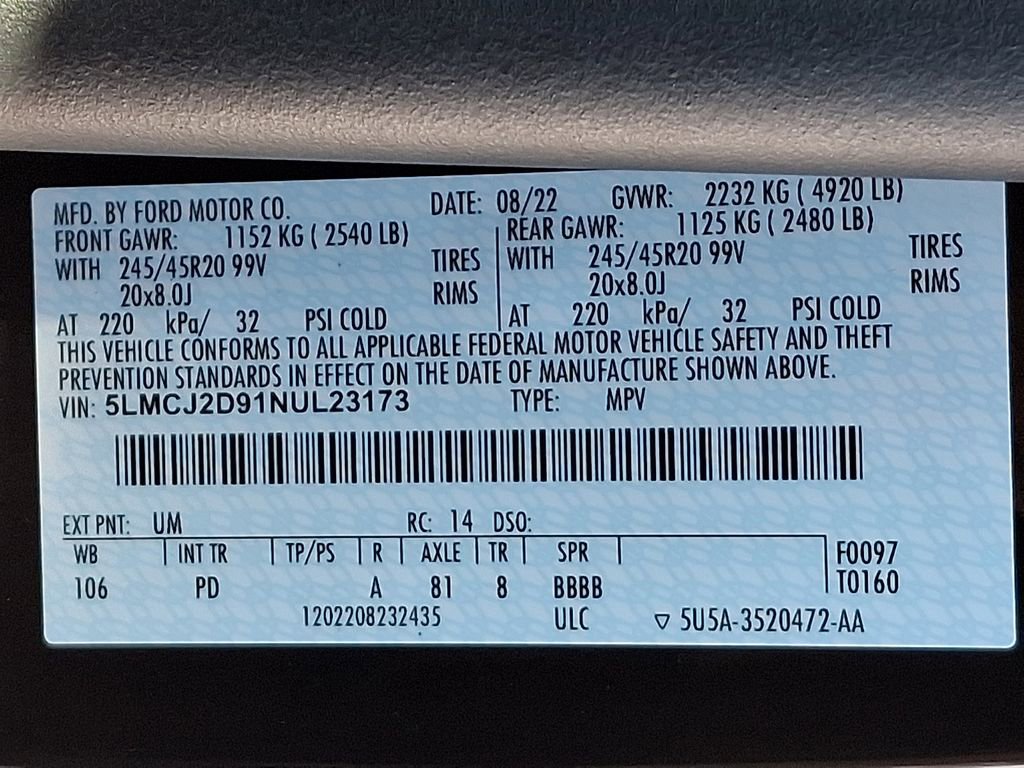 MFD. BY FORD MOTOR CO. DATE: 08/22 GVWR: 2232 KG ( 4920 LB)
FRONT GAWR: 1152 KG ( 2540 LB) REAR GAWR: 1125 KG ( 2480 LB)
WITH 245/45R20 99V TIRES WITH 245/45R20 99V TIRES
20x8.0J RIMS 20x8.0J RIMS
AT 220 kPa/ 32 PSI COLD AT 220 kPa/ 32 PSI COLD
THIS VEHICLE CONFORMS TO ALL APPLICABLE FEDERAL MOTOR VEHICLE SAFETY AND THEFT
PREVENTION STANDARDS IN EFFECT ON THE DATE OF MANUFACTURE SHOWN ABOVE.
VIN: 5LMCJ2D91NUL23173 TYPE: MPV
EXT PNT: UM RC: 14 DSO:
WB INT TR TP/PS R AXLE TR SPR F0097
106 PD A 81 8 BBBB T0160
1202208232435 ULC ▽ 5U5A-3520472-AA